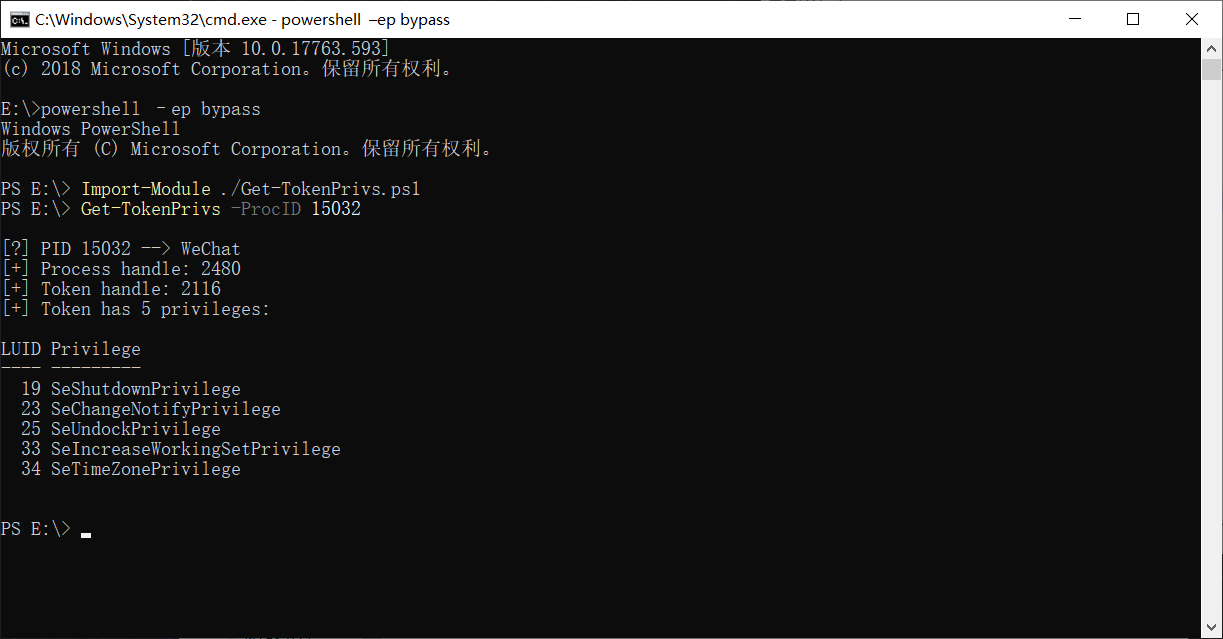 C:\Windows\System32\cmd.exe - powershell –ep bypass
Microsoft Windows [版本 10.0.17763.593]
(c) 2018 Microsoft Corporation。保留所有权利。
E:\>powershell –ep bypass
Windows PowerShell
版权所有 (C) Microsoft Corporation。保留所有权利。
PS E:\> Import-Module ./Get-TokenPrivs.ps1
PS E:\> Get-TokenPrivs -ProcID 15032
[?] PID 15032 --> WeChat
[+] Process handle: 2480
[+] Token handle: 2116
[+] Token has 5 privileges:
LUID Privilege
---- ---------
19 SeShutdownPrivilege
23 SeChangeNotifyPrivilege
25 SeUndockPrivilege
33 SeIncreaseWorkingSetPrivilege
34 SeTimeZonePrivilege
PS E:\>